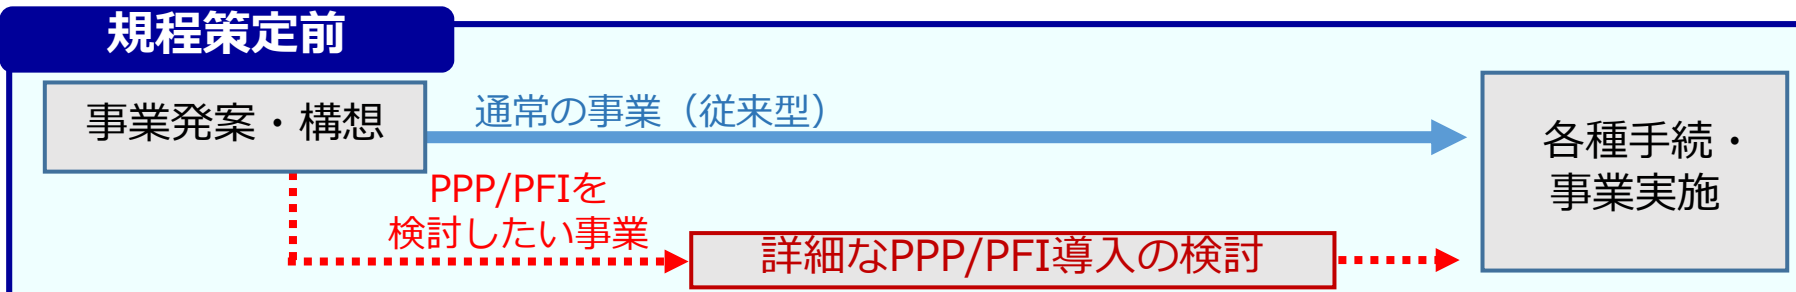 規程策定前
事業発案・構想
通常の事業（従来型）
PPP/PFIを
検討したい事業
詳細なPPP/PFI導入の検討
各種手続・
事業実施